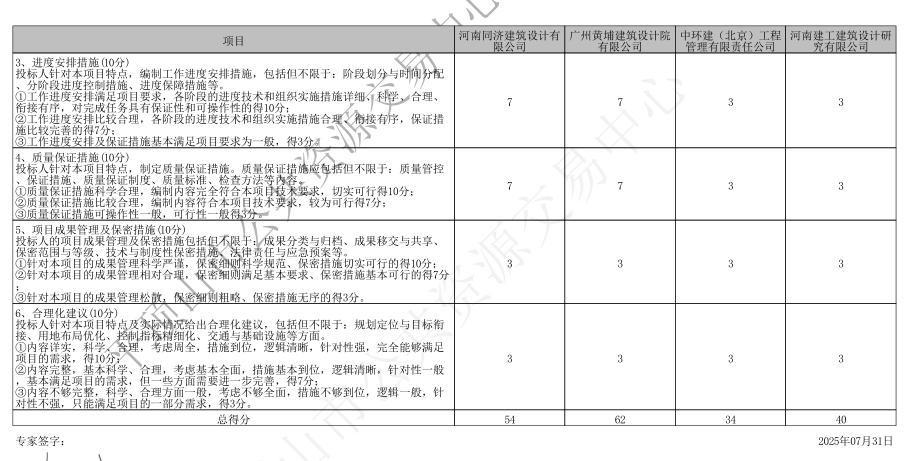 项目
河南同济建筑设计有
限公司
广州黄埔建筑设计院
有限公司
中环建（北京）工程
管理有限责任公司
河南建工建筑设计研
究有限公司
3、进度安排措施(10分)
投标人针对本项目特点，编制工作进度安排措施，包括但不限于：阶段划分与时间分配
、分阶段进度控制措施、进度保障措施等。
①工作进度安排满足项目要求，各阶段的进度技术和组织实施措施详细、科学、合理、
衔接有序，对完成任务具有保证性和可操作性的得10分；
②工作进度安排比较合理，各阶段的进度技术和组织实施措施合理、衔接有序，保证措
施比较完善的得7分；
③工作进度安排及保证措施基本满足项目要求为一般，得3分。
7
7
3
3
4、质量保证措施(10分)
投标人针对本项目特点，制定质量保证措施。质量保证措施应包括但不限于：质量管控
、保证措施、质量保证制度、质量标准、检查方法等内容。
①质量保证措施科学合理，编制内容完全符合本项目技术要求，切实可行得10分；
②质量保证措施比较合理，编制内容符合本项目技术要求，较为可行得7分；
③质量保证措施可操作性一般，可行性一般得3分。
7
7
3
3
5、项目成果管理及保密措施(10分)
投标人的项目成果管理及保密措施包括但不限于：成果分类与归档、成果移交与共享、
保密范围与等级、技术与制度性保密措施、法律责任与应急预案等。
①针对本项目的成果管理科学严谨，保密细则科学规范、保密措施切实可行的得10分；
②针对本项目的成果管理相对合理，保密细则满足基本要求、保密措施基本可行的得7分
；
③针对本项目的成果管理松散，保密细则粗略、保密措施无序的得3分。
3
3
3
3
6、合理化建议(10分)
投标人针对本项目特点及实际情况给出合理化建议，包括但不限于：规划定位与目标衔
接、用地布局优化、控制指标精细化、交通与基础设施等方面。
①内容详实，科学、合理，考虑周全，措施到位，逻辑清晰，针对性强，完全能够满足
项目的需求，得10分；
②内容完整，基本科学、合理，考虑基本全面，措施基本到位，逻辑清晰，针对性一般
，基本满足项目的需求，但一些方面需要进一步完善，得7分；
③内容不够完整，科学、合理方面一般，考虑不够全面，措施不够到位，逻辑一般，针
对性不强，只能满足项目的一部分需求，得3分。
3
3
3
3
总得分
54
62
34
40
专家签字：
2025年07月31日
平顶山市公共资源交易中心
山市公共资源交易中心